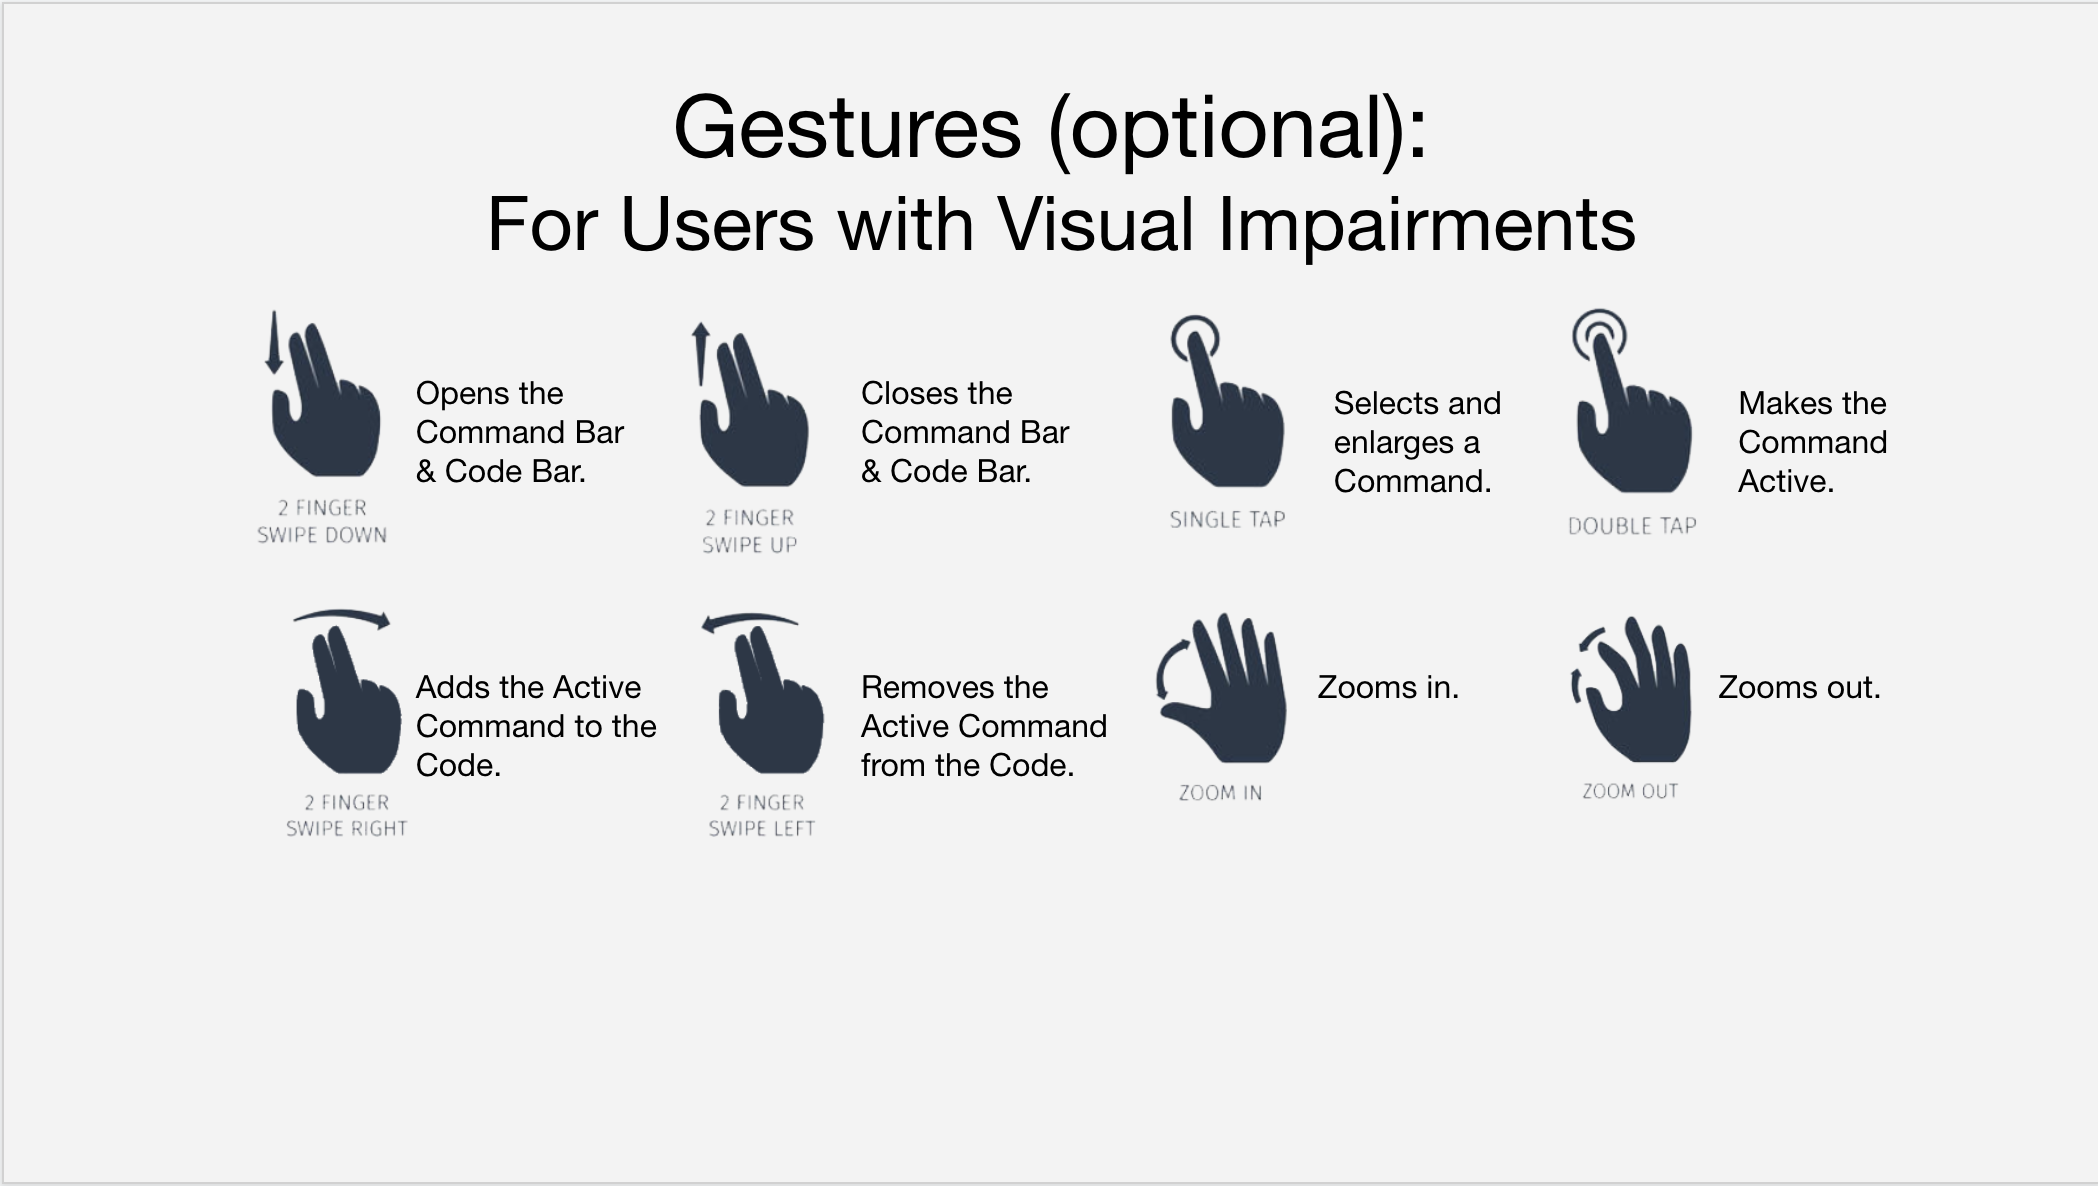 Gestures (optional):
For Users with Visual Impairments
Opens the
Command Bar
& Code Bar.
2 FINGER
SWIPE DOWN
Closes the
Command Bar
& Code Bar.
2 FINGER
SWIPE UP
Selects and
enlarges a
Command.
SINGLE TAP
Makes the
Command
Active.
DOUBLE TAP
Adds the Active
Command to the
Code.
2 FINGER
SWIPE RIGHT
Removes the
Active Command
from the Code.
2 FINGER
SWIPE LEFT
Zooms in.
ZOOM IN
Zooms out.
ZOOM OUT